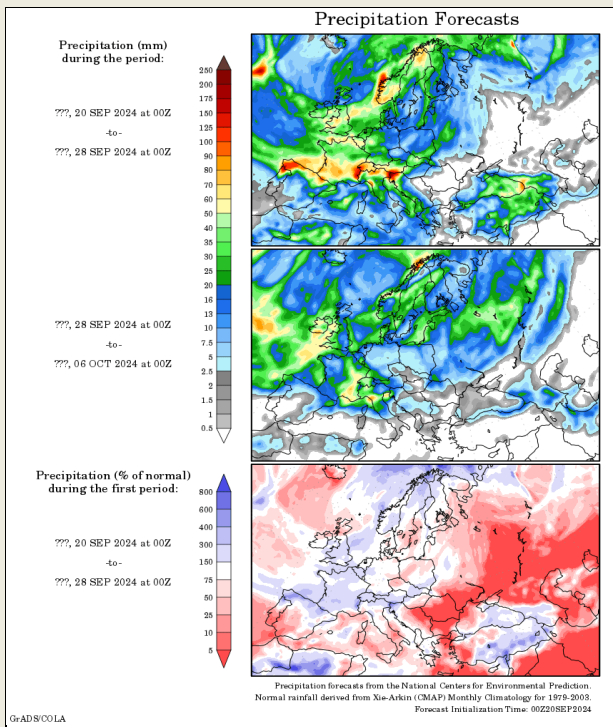 Precipitation Forecasts
Precipitation (mm)
during the period:
???, 20 SEP 2024 at 00Z
-to-
???, 28 SEP 2024 at 00Z
250
200
175
150
125
100
90
80
70
60
50
40
35
30
25
20
16
13
10
7.5
5
2.5
2
1.5
1
0.5
???, 28 SEP 2024 at 00Z
-to-
???, 06 OCT 2024 at 00Z
Precipitation (% of normal)
during the first period:
???, 20 SEP 2024 at 00Z
-to-
???, 28 SEP 2024 at 00Z
800
600
400
300
150
75
50
25
10
5
Precipitation forecasts from the National Centers for Environmental Prediction.
Normal rainfall derived from Xie-Arkin (CMAP) Monthly Climatology for 1979-2003.
Forecast Initialization Time: 00Z20SEP2024
GrADS/COLA